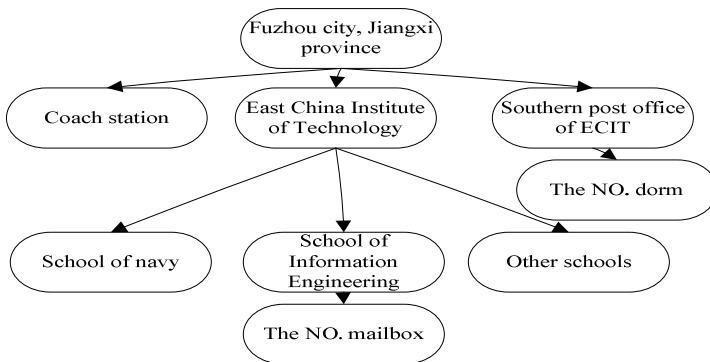 Fuzhou city, Jiangxi
province
Coach station
East China Institute
of Technology
Southern post office
of ECIT
The NO. dorm
School of navy
School of
Information
Engineering
Other schools
The NO. mailbox